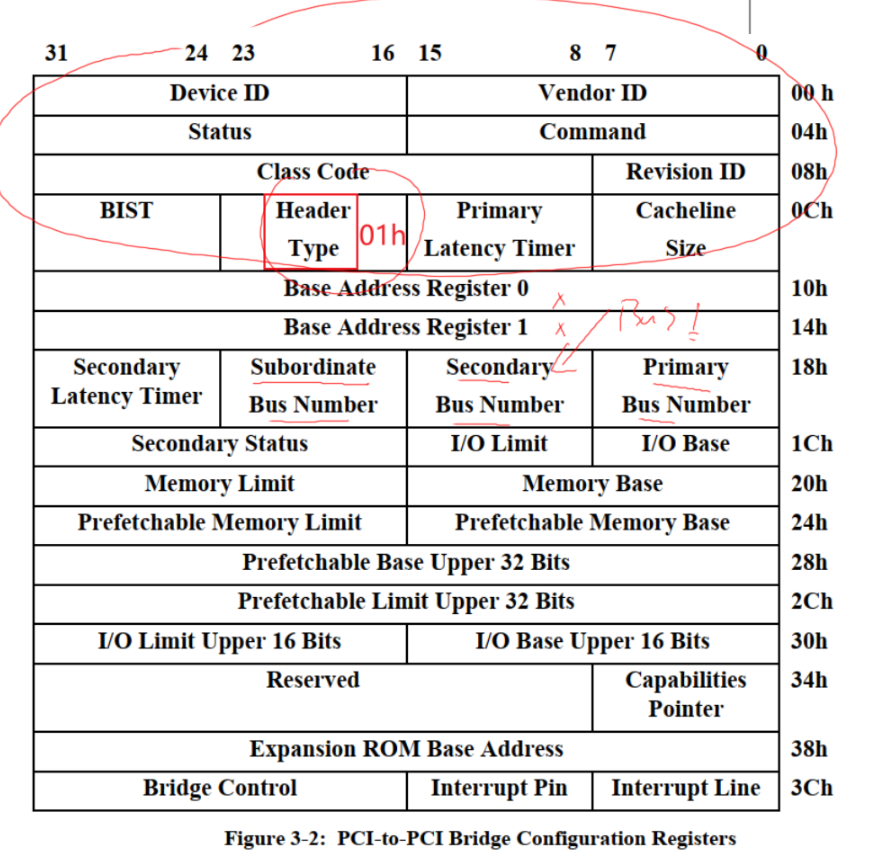 31 24 23 16 15 8 7 0
Device ID Vendor ID 00 h
Status Command 04h
Class Code Revision ID 08h
BIST Header Primary Cacheline 0Ch
Type 01h Latency Timer Size
Base Address Register 0 x 10h
Base Address Register 1 x Bus! 14h
Secondary Subordinate Secondary Primary 18h
Latency Timer Bus Number Bus Number Bus Number
Secondary Status I/O Limit I/O Base 1Ch
Memory Limit Memory Base 20h
Prefetchable Memory Limit Prefetchable Memory Base 24h
Prefetchable Base Upper 32 Bits 28h
Prefetchable Limit Upper 32 Bits 2Ch
I/O Limit Upper 16 Bits I/O Base Upper 16 Bits 30h
Reserved Capabilities 34h
Pointer
Expansion ROM Base Address 38h
Bridge Control Interrupt Pin Interrupt Line 3Ch
Figure 3-2: PCI-to-PCI Bridge Configuration Registers